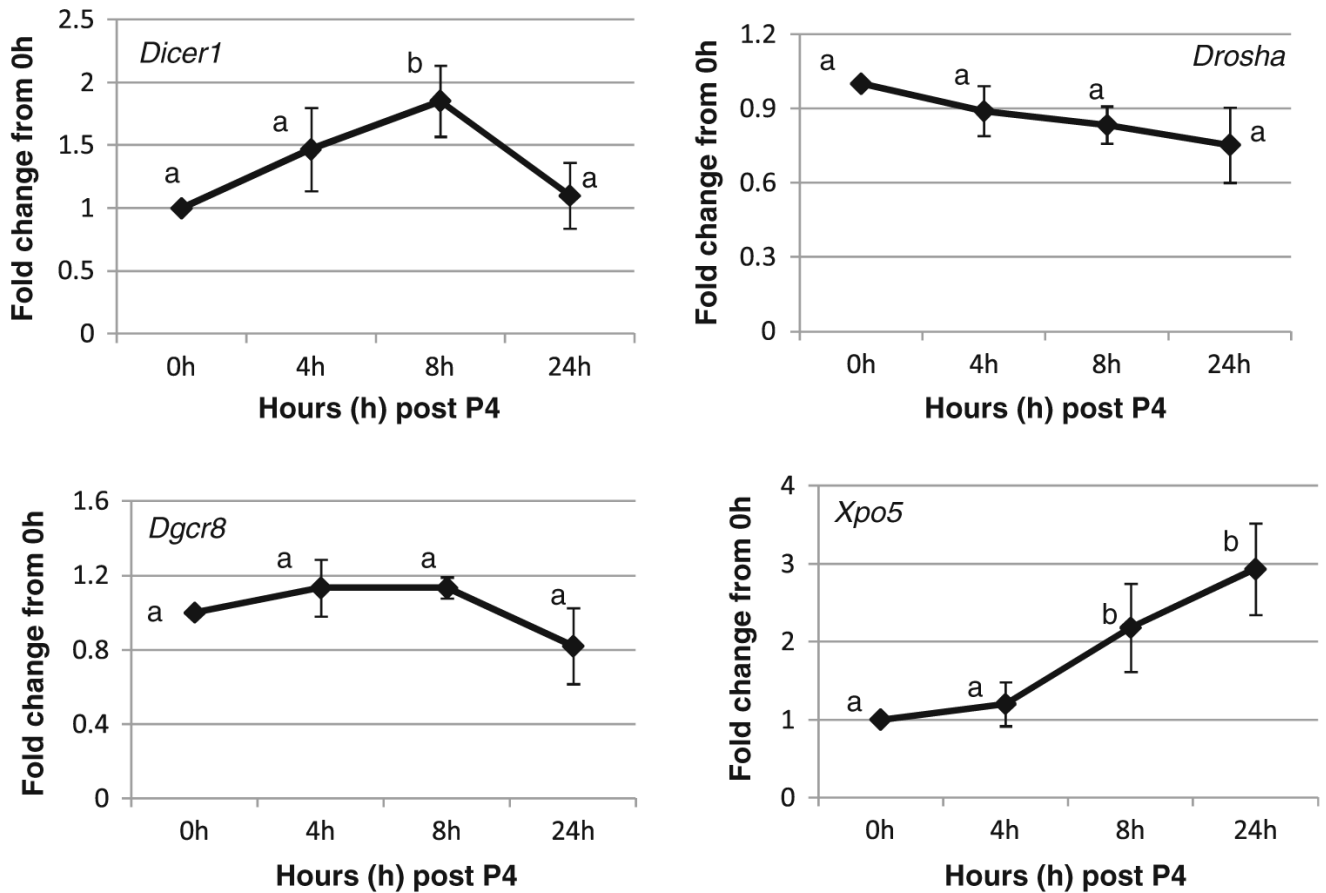 Fold change from 0h
2.5
2
1.5
1
0.5
0
Dicer1
a
a
b
a
0h 4h 8h 24h
Hours (h) post P4
Fold change from 0h
1.2
0.9
0.6
0.3
0
Drosha
a
a
a
a
0h 4h 8h 24h
Hours (h) post P4
Fold change from 0h
1.6
1.2
0.8
0.4
0
Dgcr8
a
a
a
a
0h 4h 8h 24h
Hours (h) post P4
Fold change from 0h
4
3
2
1
0
Xpo5
a
a
b
b
0h 4h 8h 24h
Hours (h) post P4